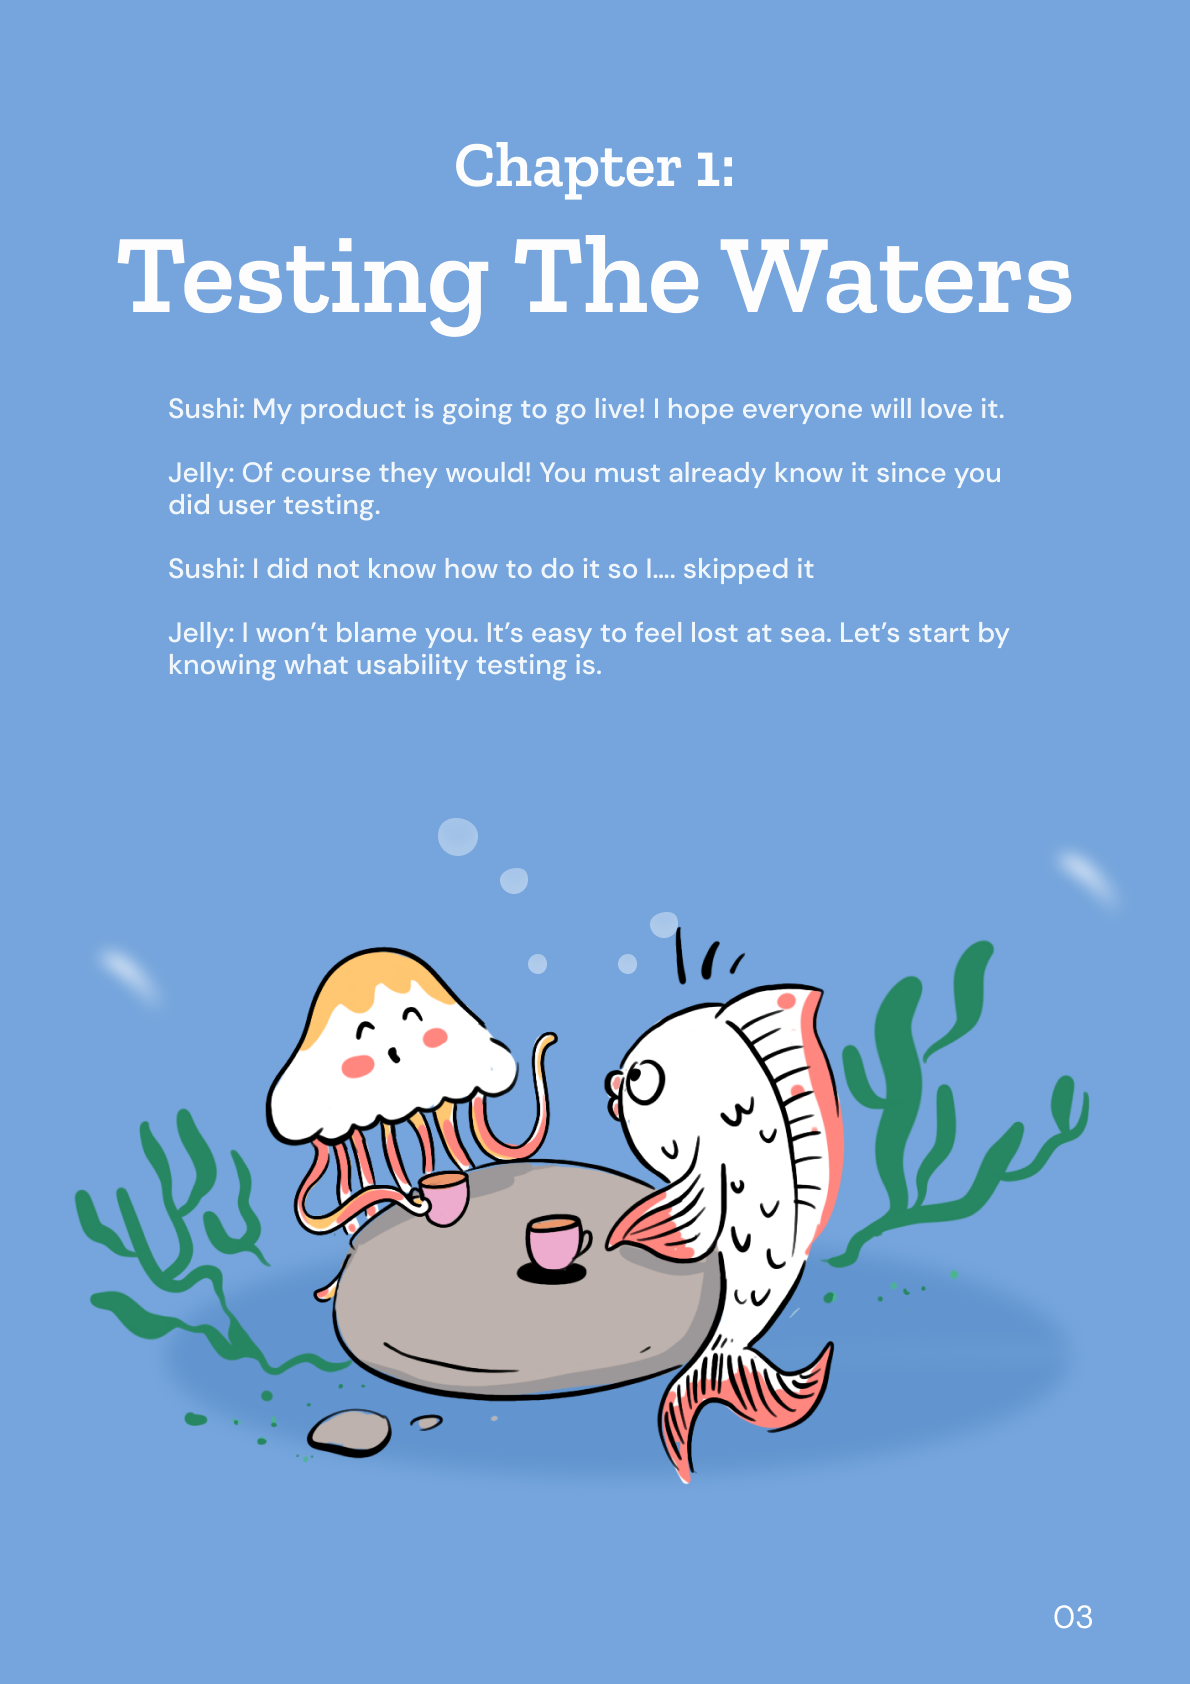 Chapter 1:
Testing The Waters
Sushi: My product is going to go live! I hope everyone will love it.
Jelly: Of course they would! You must already know it since you
did user testing.
Sushi: I did not know how to do it so I.... skipped it
Jelly: I won’t blame you. It’s easy to feel lost at sea. Let’s start by
knowing what usability testing is.
03